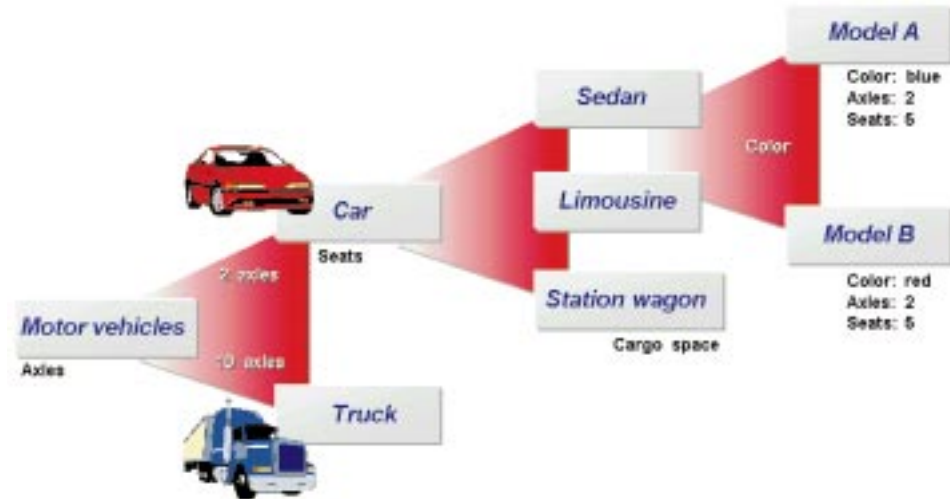 Model A
Color: blue
Axles: 2
Seats: 5
Sedan
Color
Limousine
Car
Seats
Model B
Color: red
Axles: 2
Seats: 5
2 axles
Station wagon
Cargo space
Motor vehicles
Axles
10 axles
Truck